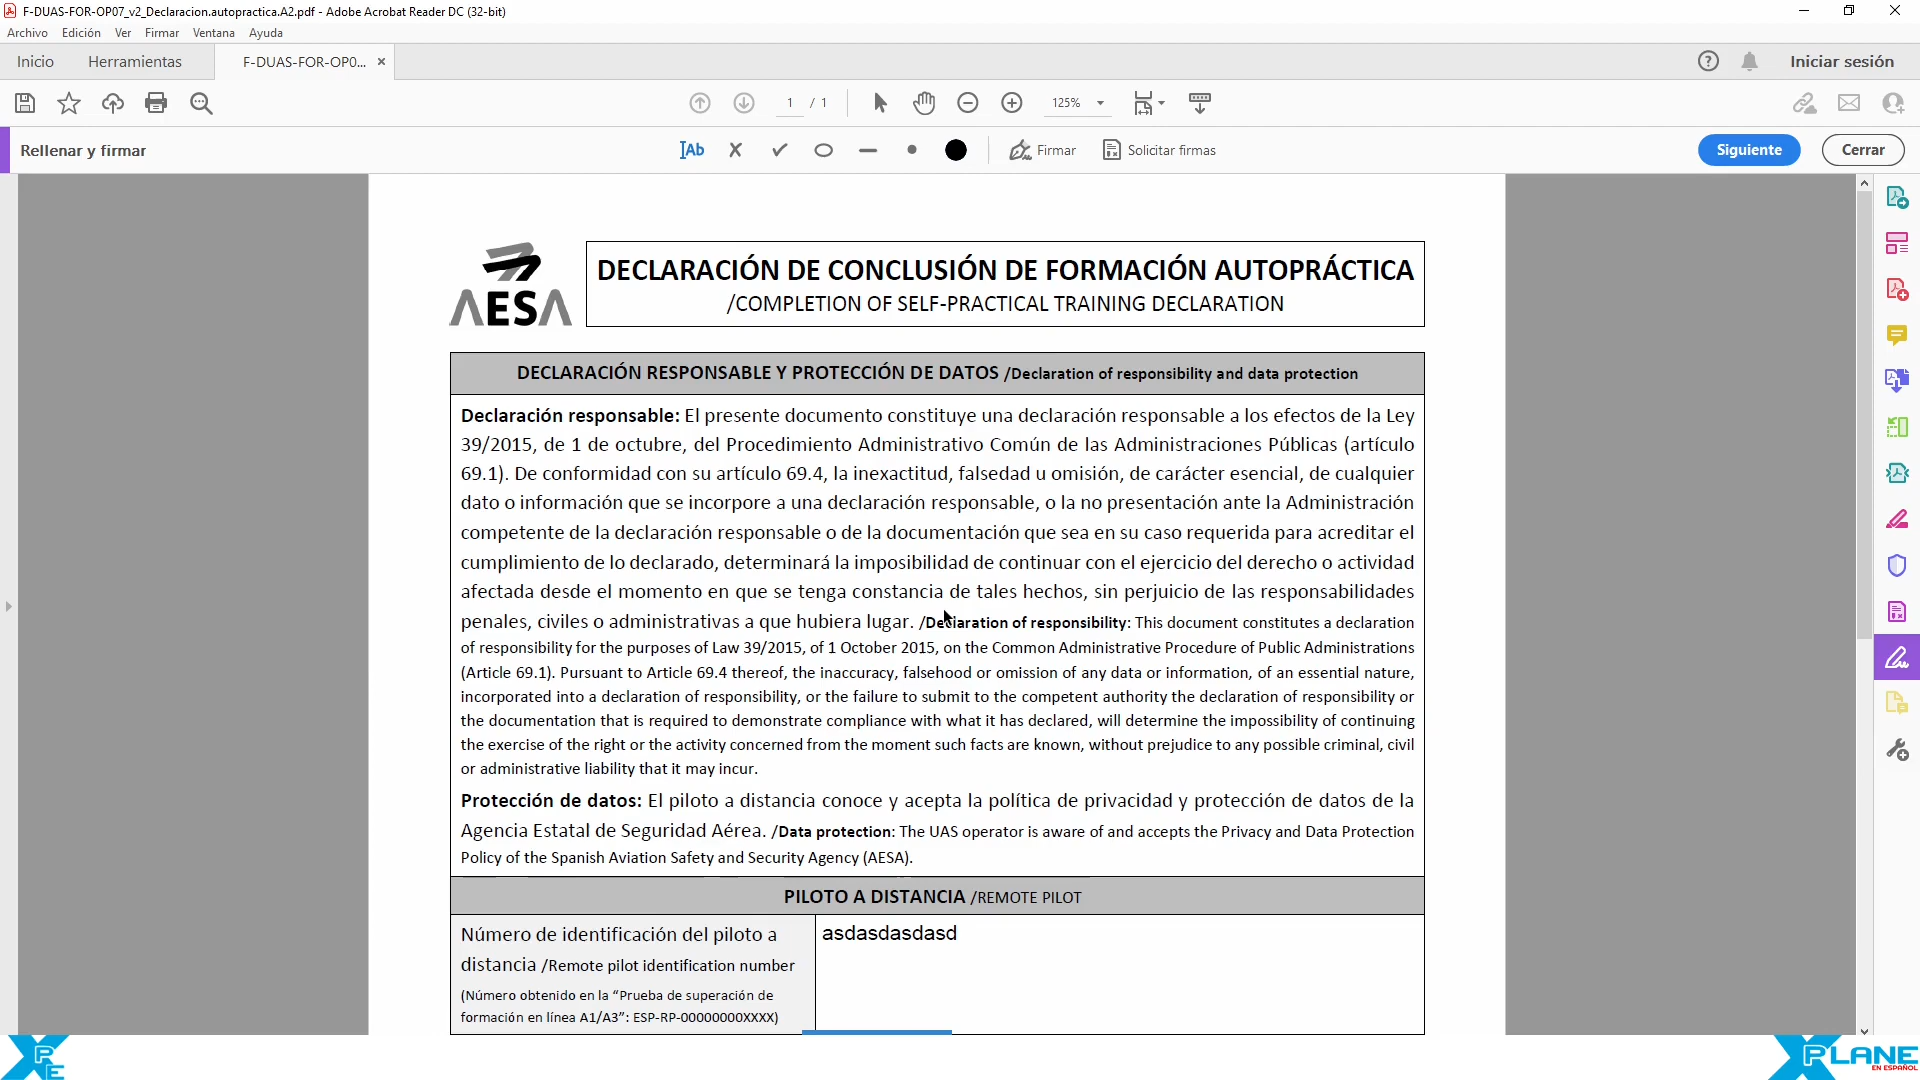 F-DUAS-FOR-OP07_v2_Declaracion.autopractica.A2.pdf - Adobe Acrobat Reader DC (32-bit)
Archivo Edición Ver Firmar Ventana Ayuda
Inicio Herramientas F-DUAS-FOR-OP0... × Iniciar sesión
1 / 1 125%
Rellenar y firmar Ab Firmar Solicitar firmas Siguiente Cerrar
AESA
DECLARACIÓN DE CONCLUSIÓN DE FORMACIÓN AUTOPRÁCTICA
/COMPLETION OF SELF-PRACTICAL TRAINING DECLARATION
DECLARACIÓN RESPONSABLE Y PROTECCIÓN DE DATOS /Declaration of responsibility and data protection
Declaración responsable: El presente documento constituye una declaración responsable a los efectos de la Ley
39/2015, de 1 de octubre, del Procedimiento Administrativo Común de las Administraciones Públicas (artículo
69.1). De conformidad con su artículo 69.4, la inexactitud, falsedad u omisión, de carácter esencial, de cualquier
dato o información que se incorpore a una declaración responsable, o la no presentación ante la Administración
competente de la declaración responsable o de la documentación que sea en su caso requerida para acreditar el
cumplimiento de lo declarado, determinará la imposibilidad de continuar con el ejercicio del derecho o actividad
afectada desde el momento en que se tenga constancia de tales hechos, sin perjuicio de las responsabilidades
penales, civiles o administrativas a que hubiera lugar. /Declaration of responsibility: This document constitutes a declaration
of responsibility for the purposes of Law 39/2015, of 1 October 2015, on the Common Administrative Procedure of Public Administrations
(Article 69.1). Pursuant to Article 69.4 thereof, the inaccuracy, falsehood or omission of any data or information, of an essential nature,
incorporated into a declaration of responsibility, or the failure to submit to the competent authority the declaration of responsibility or
the documentation that is required to demonstrate compliance with what it has declared, will determine the impossibility of continuing
the exercise of the right or the activity concerned from the moment such facts are known, without prejudice to any possible criminal, civil
or administrative liability that it may incur.
Protección de datos: El piloto a distancia conoce y acepta la política de privacidad y protección de datos de la
Agencia Estatal de Seguridad Aérea. /Data protection: The UAS operator is aware of and accepts the Privacy and Data Protection
Policy of the Spanish Aviation Safety and Security Agency (AESA).
PILOTO A DISTANCIA /REMOTE PILOT
Número de identificación del piloto a
distancia /Remote pilot identification number
(Número obtenido en la “Prueba de superación de
formación en línea A1/A3”: ESP-RP-00000000XXXX)
asdasdasdasd
XPE
XPLANE
EN ESPAÑOL